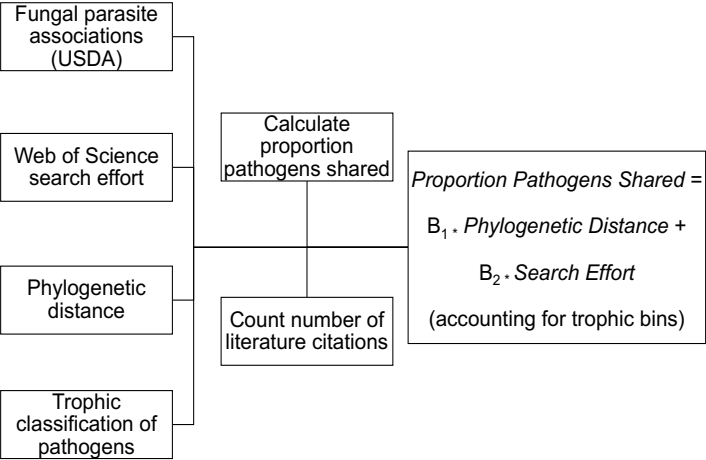 Fungal parasite
associations
(USDA)
Web of Science
search effort
Phylogenetic
distance
Trophic
classification of
pathogens
Calculate
proportion
pathogens shared
Count number of
literature citations
Proportion Pathogens Shared =
B1 * Phylogenetic Distance +
B2 * Search Effort
(accounting for trophic bins)